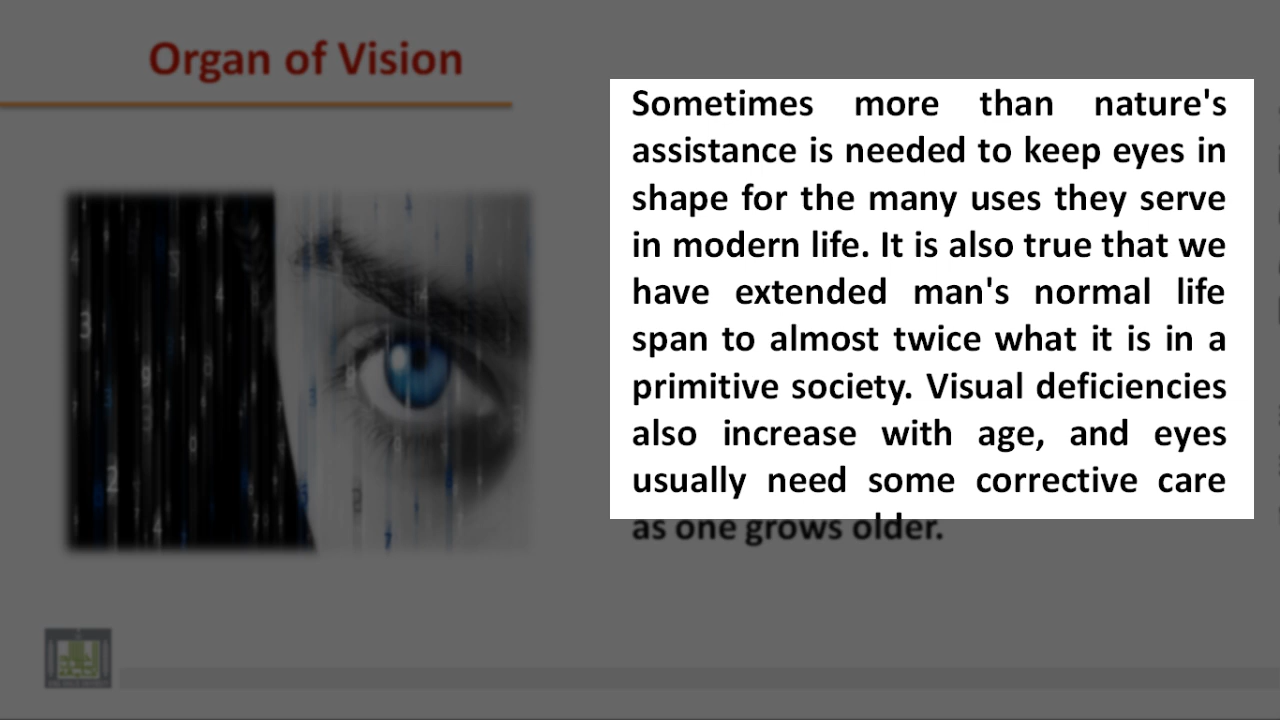 Organ of Vision
Sometimes more than nature's
assistance is needed to keep eyes in
shape for the many uses they serve
in modern life. It is also true that we
have extended man's normal life
span to almost twice what it is in a
primitive society. Visual deficiencies
also increase with age, and eyes
usually need some corrective care
as one grows older.